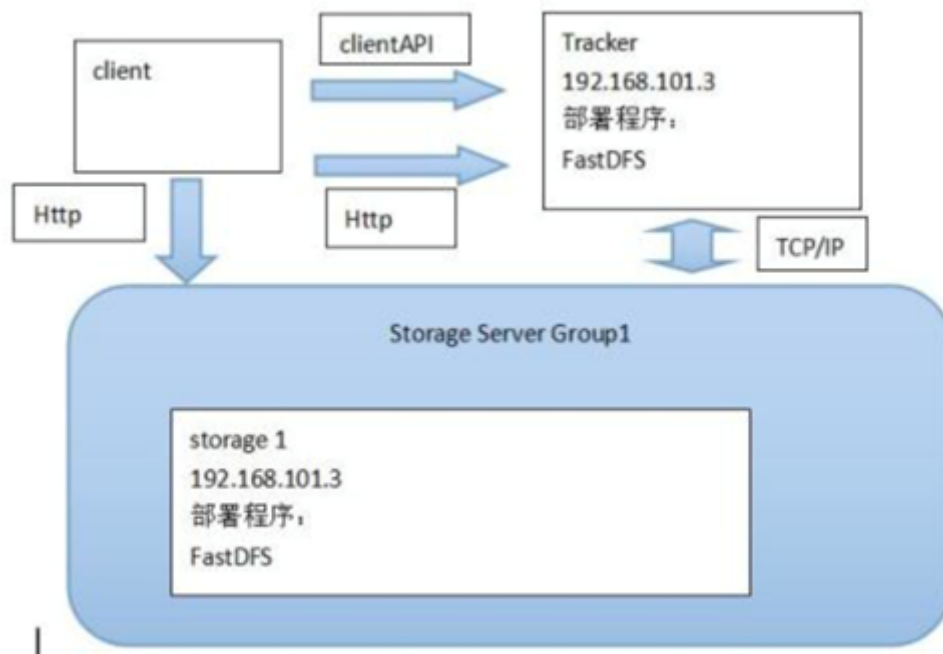 clientAPI
client
Tracker
192.168.101.3
部署程序：
FastDFS
Http
Http
TCP/IP
Storage Server Group1
storage 1
192.168.101.3
部署程序：
FastDFS